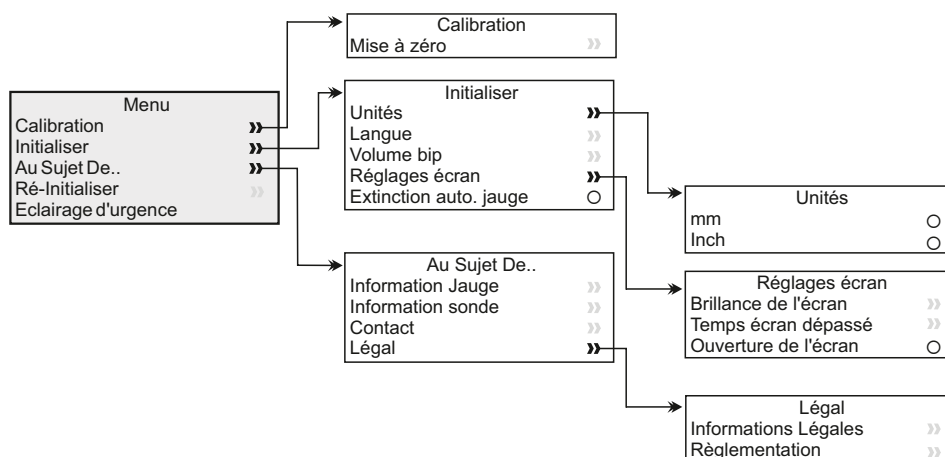 Calibration
Mise à zéro
Menu
Calibration
Initialiser
Au Sujet De..
Ré-Initialiser
Eclairage d'urgence
Initialiser
Unités
Langue
Volume bip
Réglages écran
Extinction auto. jauge
Unités
mm
Inch
Au Sujet De..
Information Jauge
Information sonde
Contact
Légal
Réglages écran
Brillance de l'écran
Temps écran dépassé
Ouverture de l'écran
Légal
Informations Légales
Règlementation